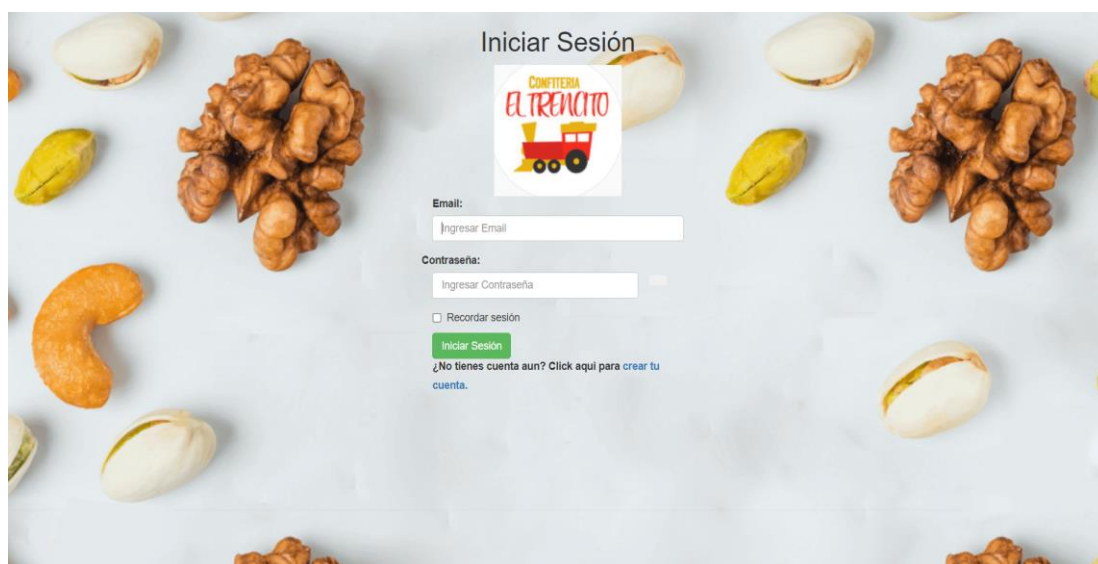 Iniciar Sesión
CONFITERIA
EL TRENCITO
Email:
Ingresar Email
Contraseña:
Ingresar Contraseña
Recordar sesión
Iniciar Sesión
¿No tienes cuenta aun? Click aqui para crear tu
cuenta.